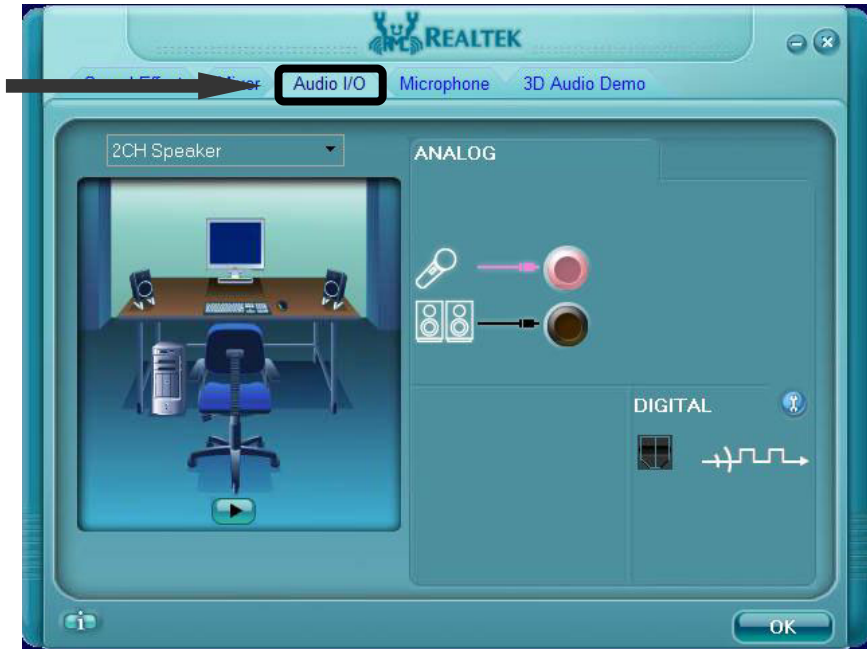 REALTEK
Audio I/O Microphone 3D Audio Demo
2CH Speaker
ANALOG
DIGITAL
OK